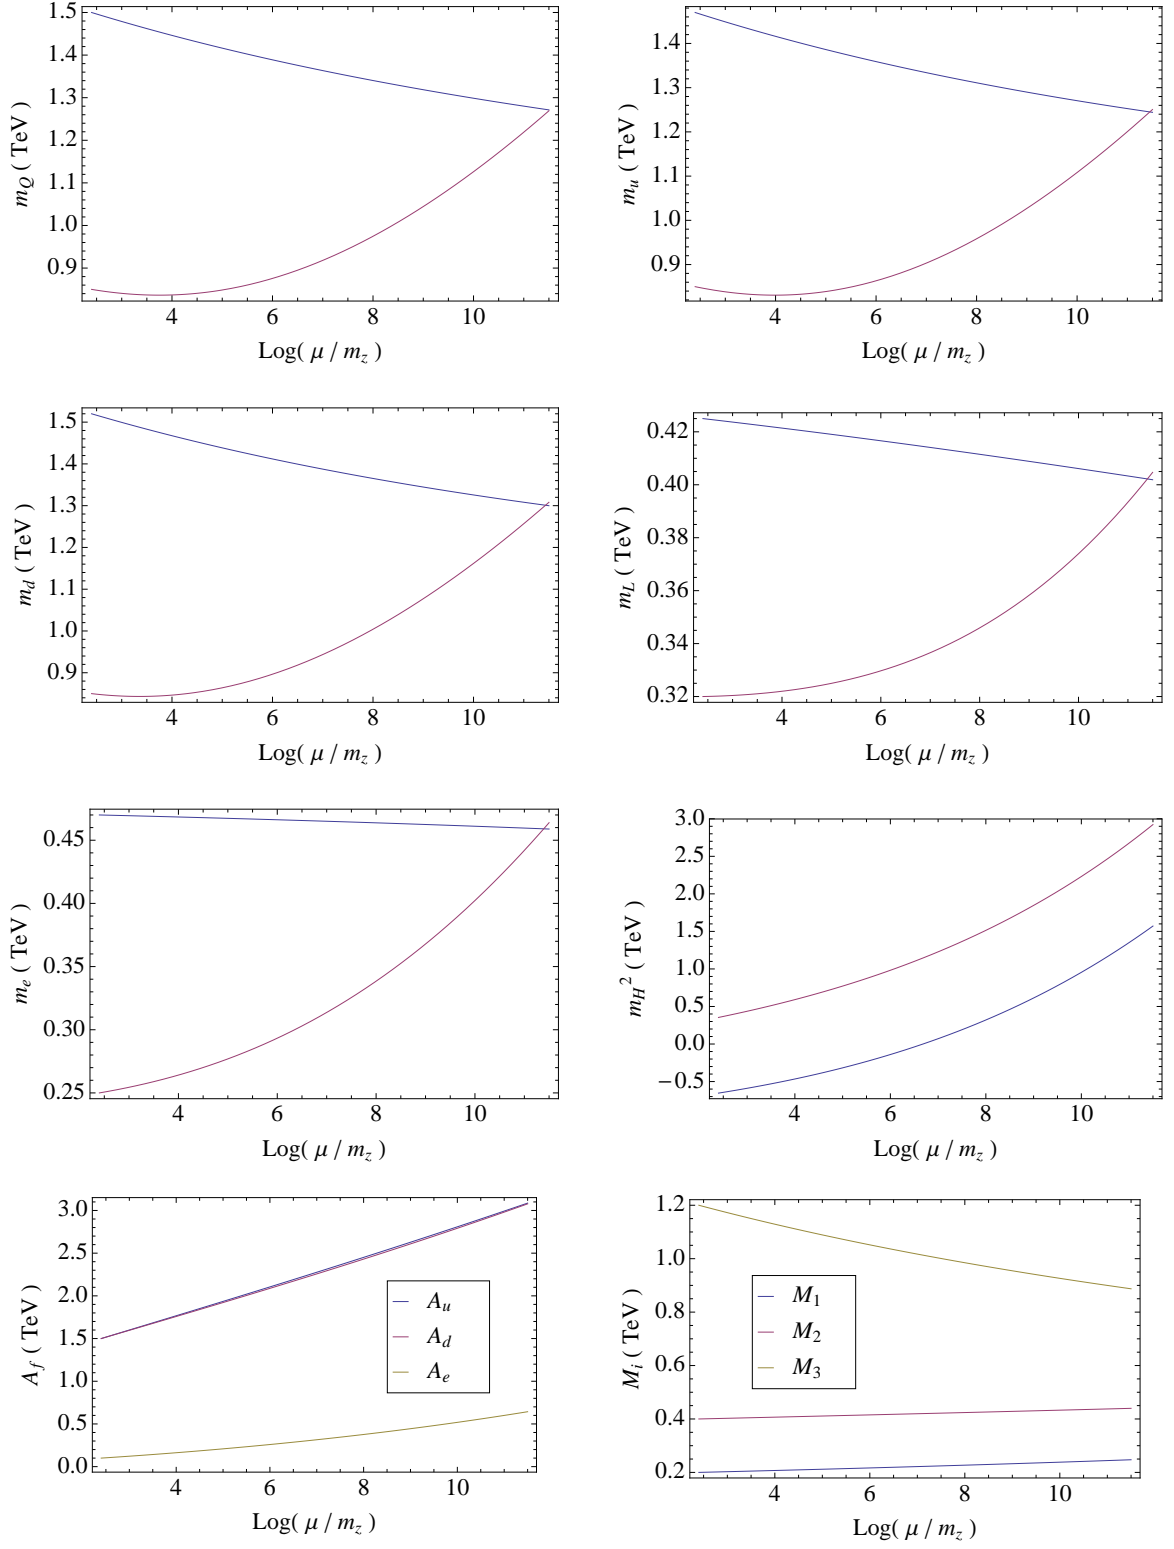 1.5
1.4
1.3
1.2
1.1
1.0
0.9
m_Q ( TeV )
4 6 8 10
Log( μ / m_z )
1.4
1.3
1.2
1.1
1.0
0.9
m_u ( TeV )
4 6 8 10
Log( μ / m_z )
1.5
1.4
1.3
1.2
1.1
1.0
0.9
m_d ( TeV )
4 6 8 10
Log( μ / m_z )
0.42
0.40
0.38
0.36
0.34
0.32
m_L ( TeV )
4 6 8 10
Log( μ / m_z )
0.45
0.40
0.35
0.30
0.25
m_e ( TeV )
4 6 8 10
Log( μ / m_z )
3.0
2.5
2.0
1.5
1.0
0.5
0.0
−0.5
m_H^2 ( TeV )
4 6 8 10
Log( μ / m_z )
3.0
2.5
2.0
1.5
1.0
0.5
0.0
A_f ( TeV )
A_u
A_d
A_e
4 6 8 10
Log( μ / m_z )
1.2
1.0
0.8
0.6
0.4
0.2
M_i ( TeV )
M_1
M_2
M_3
4 6 8 10
Log( μ / m_z )